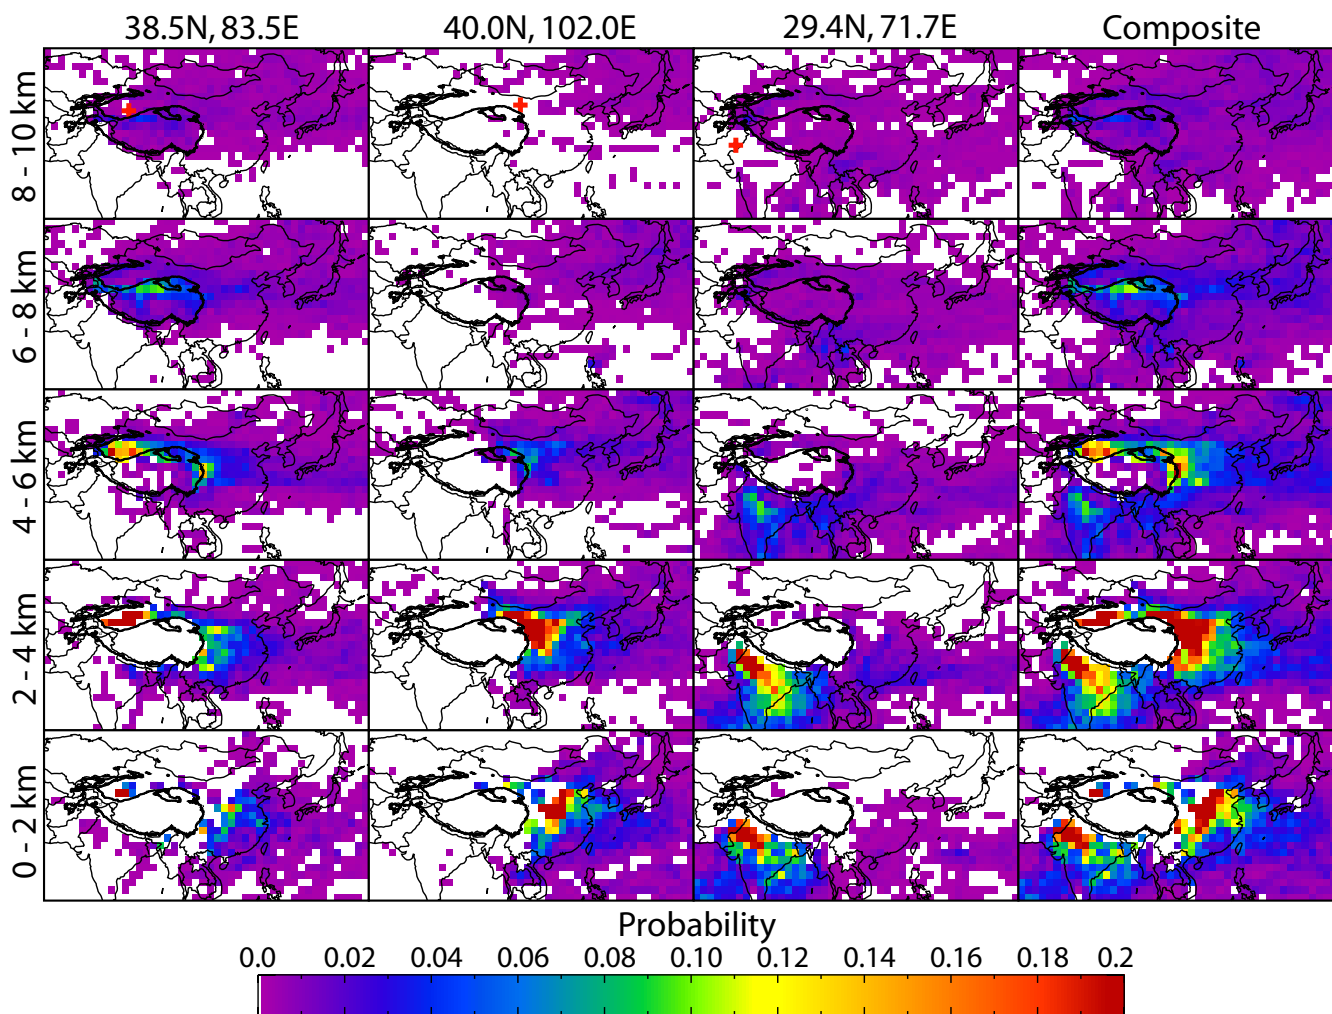 38.5N, 83.5E 40.0N, 102.0E 29.4N, 71.7E Composite
8 - 10 km
6 - 8 km
4 - 6 km
2 - 4 km
0 - 2 km
Probability
0.0 0.02 0.04 0.06 0.08 0.10 0.12 0.14 0.16 0.18 0.2